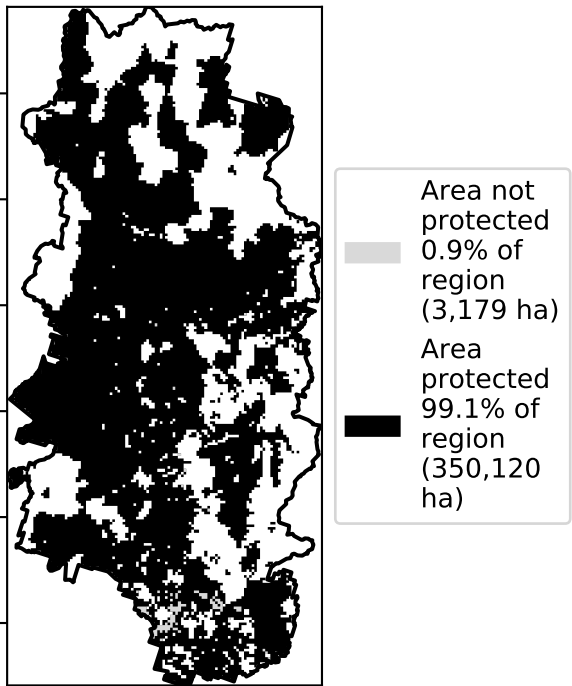 Area not
protected
0.9% of
region
(3,179 ha)
Area
protected
99.1% of
region
(350,120
ha)